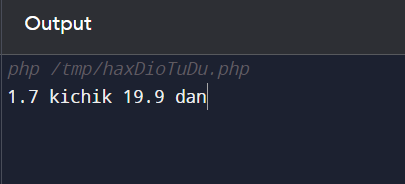 Output
php /tmp/haxDioTuDu.php
1.7 kichik 19.9 dan